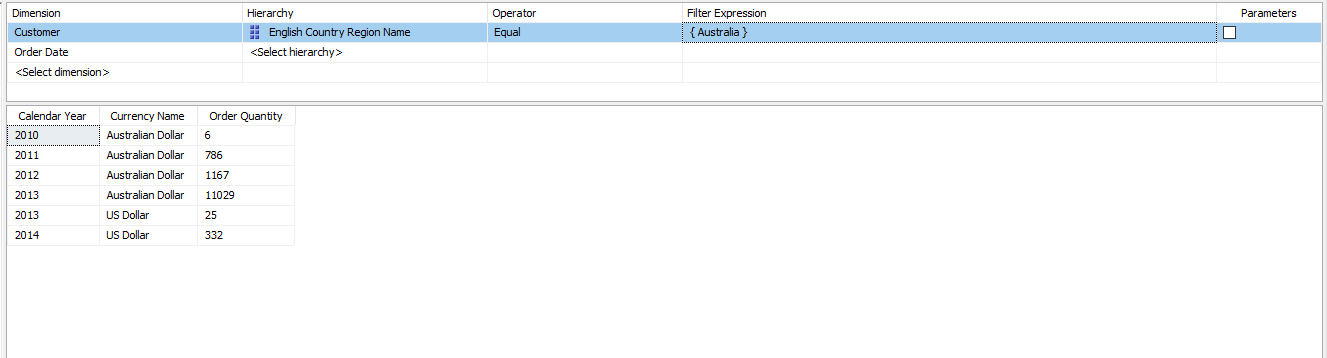 Dimension Hierarchy Operator Filter Expression Parameters
Customer English Country Region Name Equal { Australia }
Order Date <Select hierarchy>
<Select dimension>
Calendar Year Currency Name Order Quantity
2010 Australian Dollar 6
2011 Australian Dollar 786
2012 Australian Dollar 1167
2013 Australian Dollar 11029
2013 US Dollar 25
2014 US Dollar 332